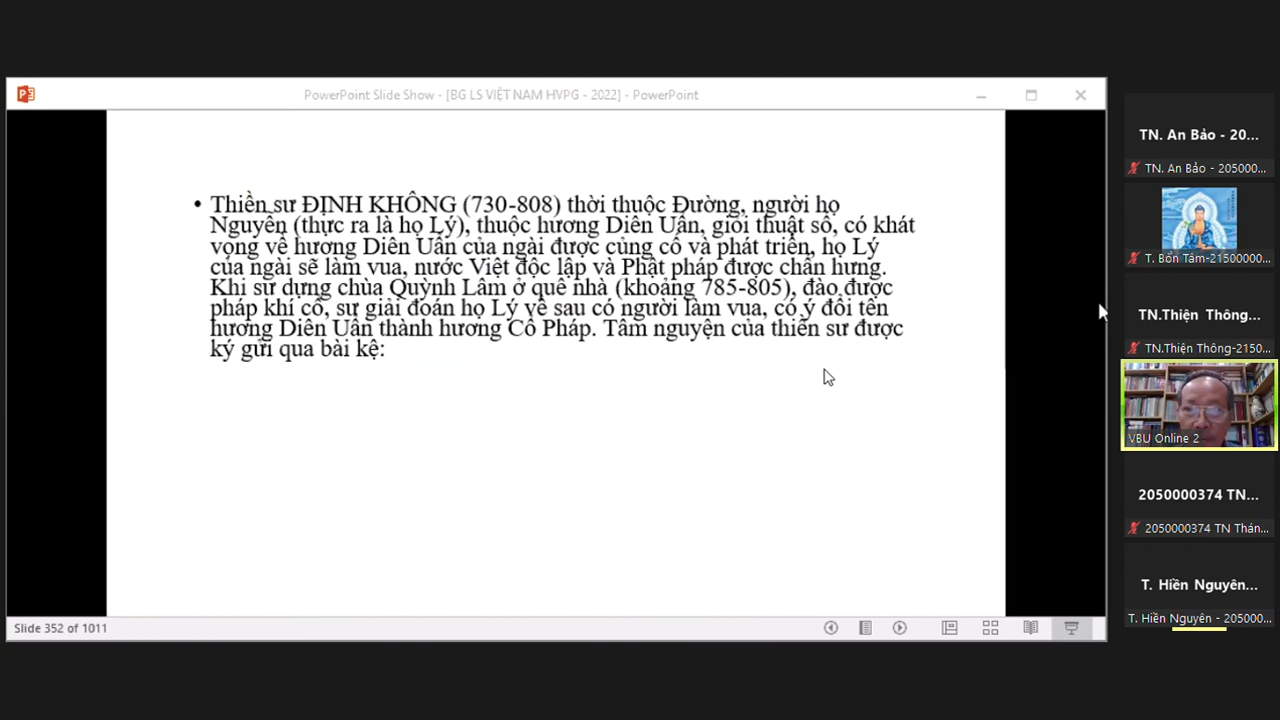 PowerPoint Slide Show - [BG LS VIỆT NAM HVPG - 2022] - PowerPoint
• Thiền sư ĐỊNH KHÔNG (730-808) thời thuộc Đường, người họ
Nguyễn (thực ra là họ Lý), thuộc hương Diên Uẩn, giỏi thuật số, có khát
vọng về hương Diên Uẩn của ngài được củng cố và phát triển, họ Lý
của ngài sẽ làm vua, nước Việt độc lập và Phật pháp được chấn hưng.
Khi sư dựng chùa Quỳnh Lâm ở quê nhà (khoảng 785-805), đào được
pháp khí cổ, sư giải đoán họ Lý về sau có người làm vua, có ý đổi tên
hương Diên Uẩn thành hương Cổ Pháp. Tâm nguyện của thiền sư được
ký gửi qua bài kệ:
Slide 352 of 1011
TN. An Bảo - 20...
TN. An Bảo - 205000...
T. Bổn Tâm-21500000...
TN.Thiện Thông...
TN.Thiện Thông-2150...
VBU Online 2
2050000374 TN...
2050000374 TN Thán...
T. Hiền Nguyên...
T. Hiền Nguyên - 205000...